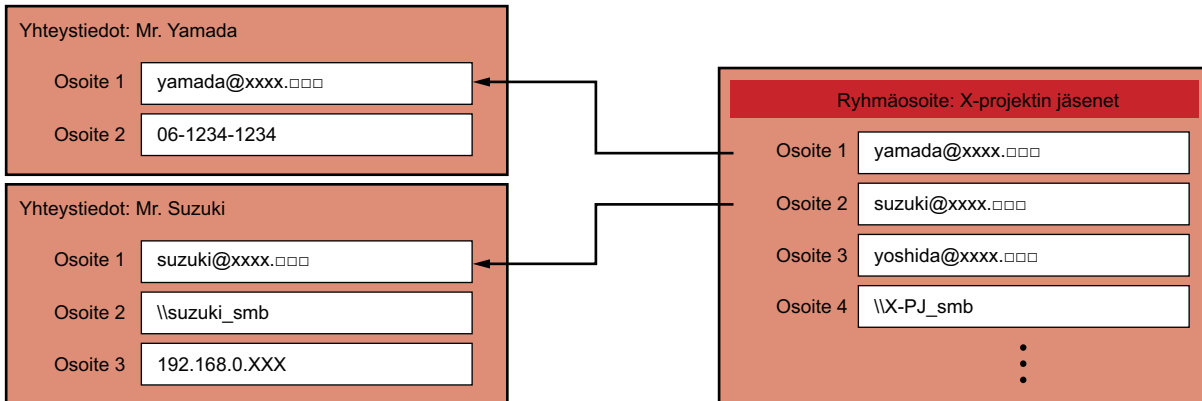 Yhteystiedot: Mr. Yamada
Osoite 1 yamada@xxxx.□□□
Osoite 2 06-1234-1234
Yhteystiedot: Mr. Suzuki
Osoite 1 suzuki@xxxx.□□□
Osoite 2 \\suzuki_smb
Osoite 3 192.168.0.XXX
Ryhmäosoite: X-projektin jäsenet
Osoite 1 yamada@xxxx.□□□
Osoite 2 suzuki@xxxx.□□□
Osoite 3 yoshida@xxxx.□□□
Osoite 4 \\X-PJ_smb